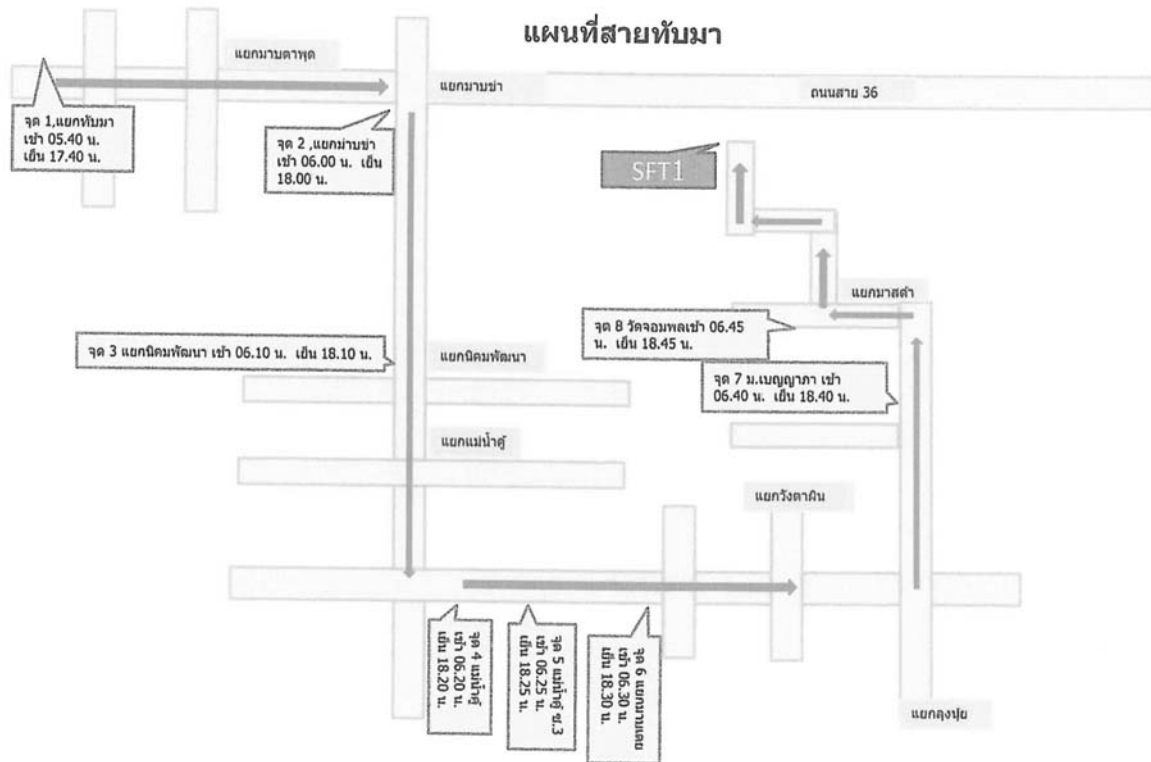 แผนที่สายทับมา
แยกมาบตาพุด
แยกมาบข่า
ถนนสาย 36
จุด 1,แยกทับมา
เช้า 05.40 น.
เย็น 17.40 น.
จุด 2 ,แยกมาบข่า
เช้า 06.00 น. เย็น
18.00 น.
SFT1
แยกมาสด้า
จุด 8 วัดจอมพลเช้า 06.45
น. เย็น 18.45 น.
จุด 3 แยกนิคมพัฒนา เช้า 06.10 น. เย็น 18.10 น.
แยกนิคมพัฒนา
จุด 7 ม.เบญญาภา เช้า
06.40 น. เย็น 18.40 น.
แยกแม่น้ำคู้
แยกวังตาผิน
จุด 4 แม่น้ำคู้
เช้า 06.20 น.
เย็น 18.20 น.
จุด 5 แม่น้ำคู้ ซ.3
เช้า 06.25 น.
เย็น 18.25 น.
จุด 6 แยกมาบเตย
เช้า 06.30 น.
เย็น 18.30 น.
แยกลุงปุ๋ย